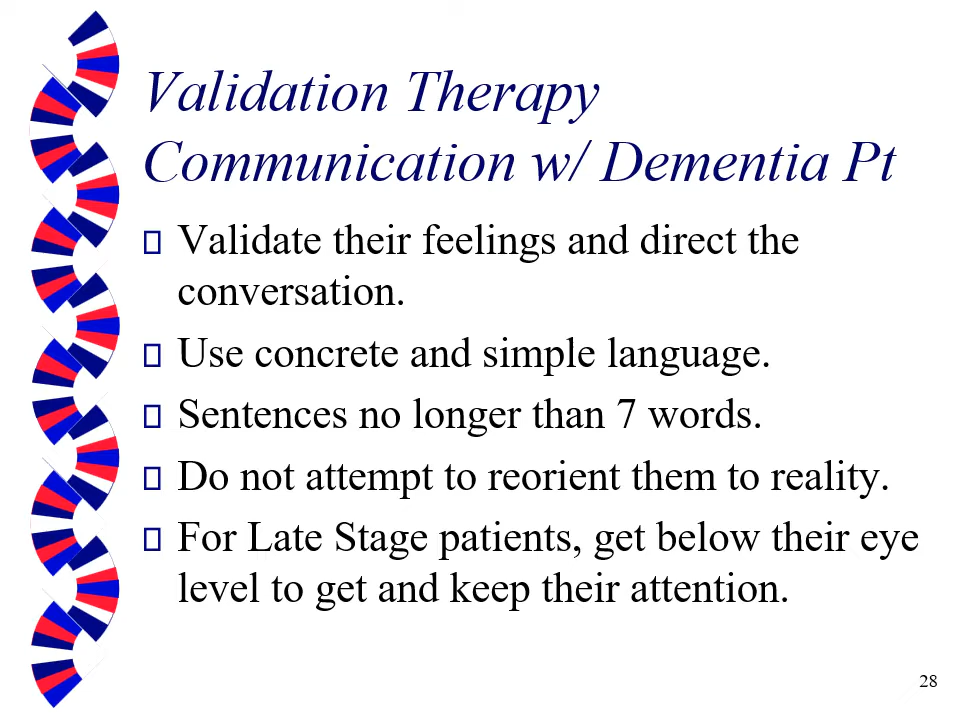 Validation Therapy
Communication w/ Dementia Pt
Validate their feelings and direct the
conversation.
Use concrete and simple language.
Sentences no longer than 7 words.
Do not attempt to reorient them to reality.
For Late Stage patients, get below their eye
level to get and keep their attention.
28